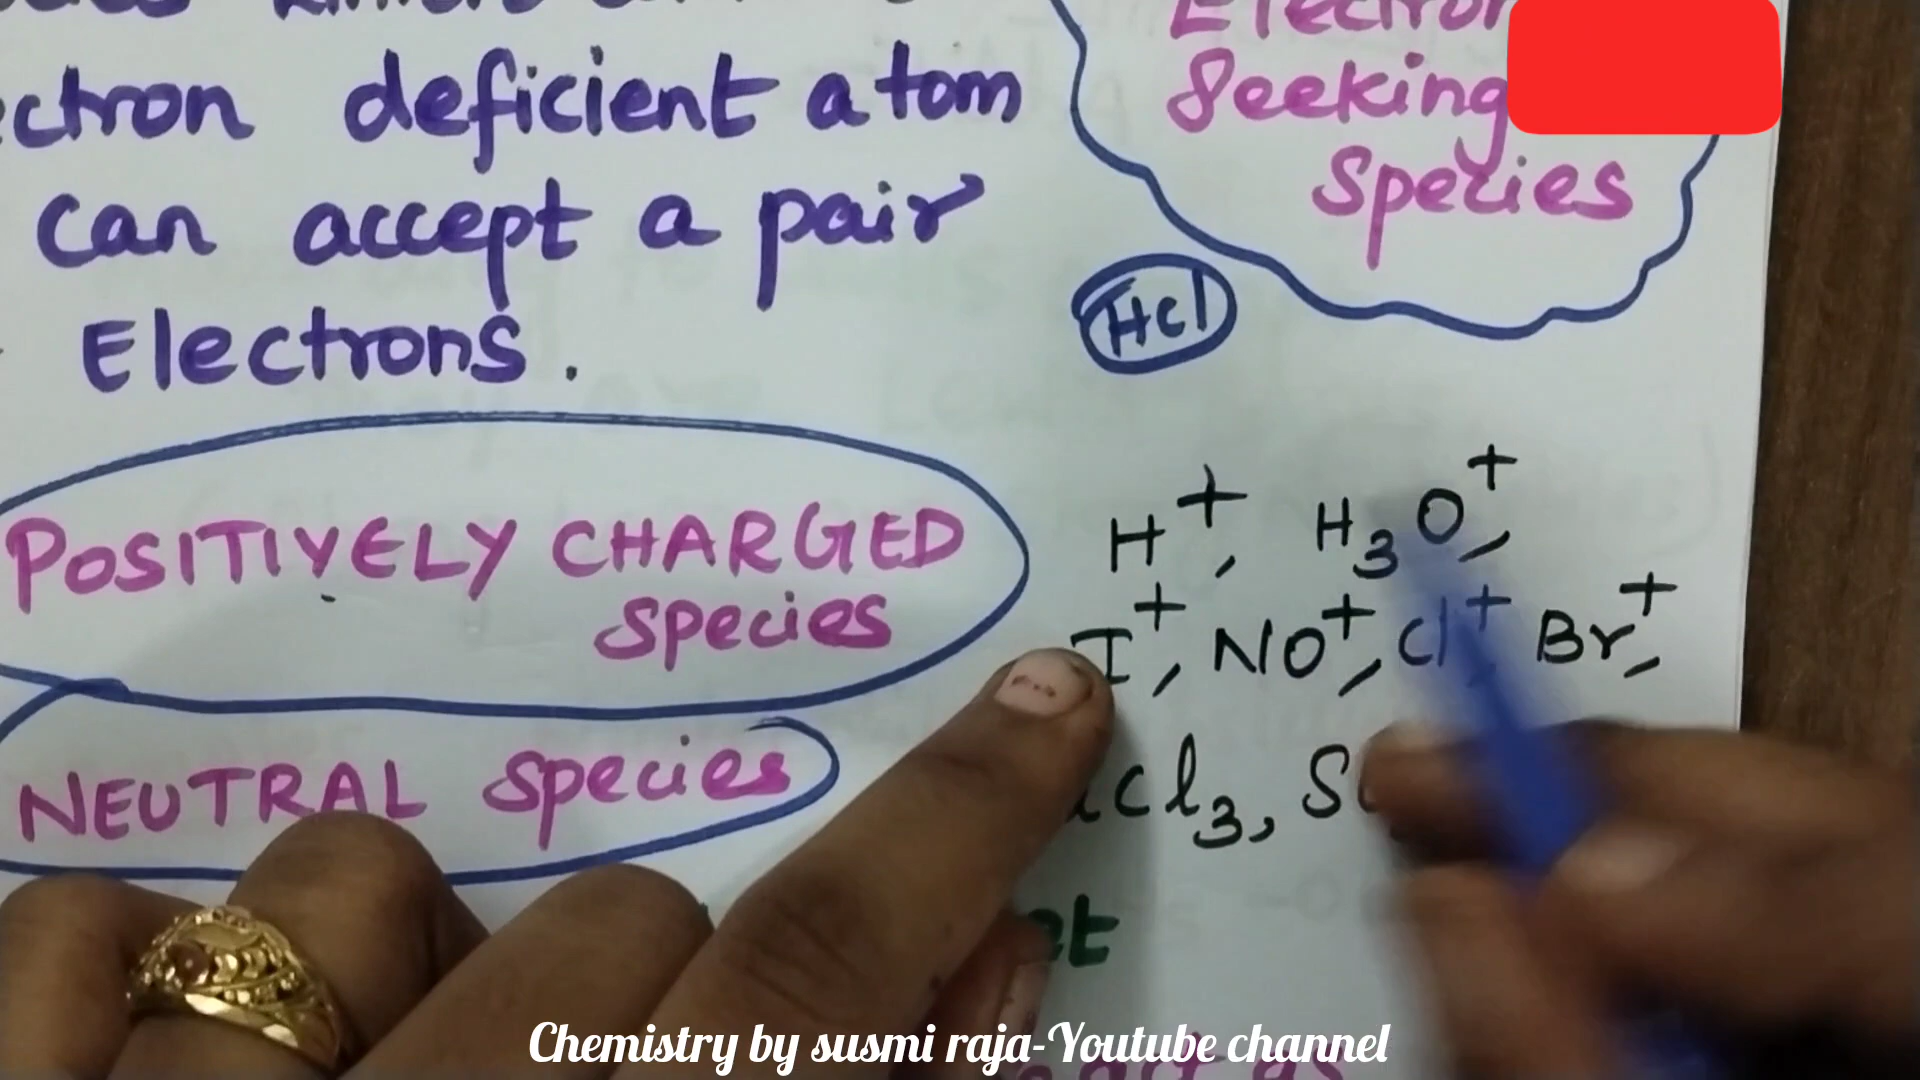 ctron deficient atom
can accept a pair
Electrons.
Seeking
Species
HCl
POSITIVELY CHARGED
species
H⁺, H₃O⁺,
I⁺, NO⁺, Cl⁺, Br⁺,
NEUTRAL species
Cl₃, S
Chemistry by susmi raja-Youtube channel